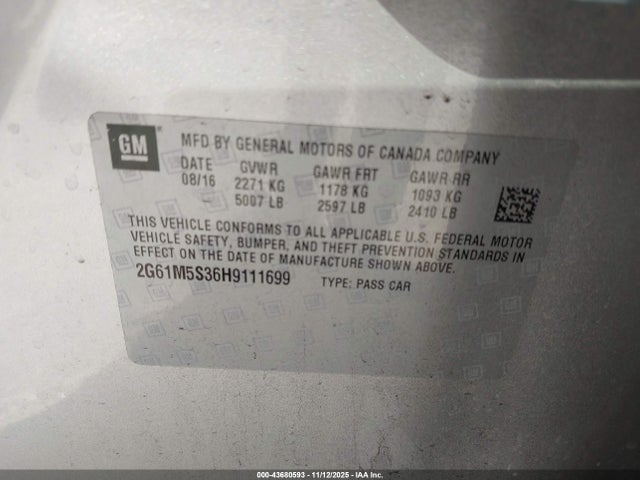 GM
MFD BY GENERAL MOTORS OF CANADA COMPANY
DATE GVWR GAWR FRT GAWR RR
08/16 2271 KG 1178 KG 1093 KG
5007 LB 2597 LB 2410 LB
THIS VEHICLE CONFORMS TO ALL APPLICABLE U.S. FEDERAL MOTOR
VEHICLE SAFETY, BUMPER, AND THEFT PREVENTION STANDARDS IN
EFFECT ON THE DATE OF MANUFACTURE SHOWN ABOVE.
2G61M5S36H9111699 TYPE: PASS CAR
000-43680593 - 11/12/2025 - IAA Inc.